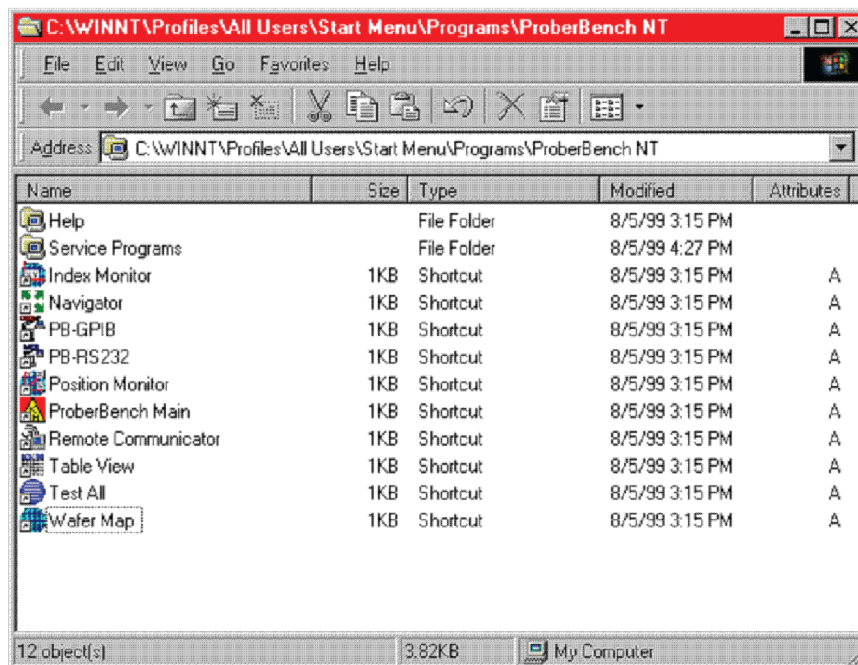 C:\WINNT\Profiles\All Users\Start Menu\Programs\ProberBench NT
File Edit View Go Favorites Help
Address C:\WINNT\Profiles\All Users\Start Menu\Programs\ProberBench NT
Name Size Type Modified Attributes
Help File Folder 8/5/99 3:15 PM
Service Programs File Folder 8/5/99 4:27 PM
Index Monitor 1KB Shortcut 8/5/99 3:15 PM A
Navigator 1KB Shortcut 8/5/99 3:15 PM A
PB-GPIB 1KB Shortcut 8/5/99 3:15 PM A
PB-RS232 1KB Shortcut 8/5/99 3:15 PM A
Position Monitor 1KB Shortcut 8/5/99 3:15 PM A
ProberBench Main 1KB Shortcut 8/5/99 3:15 PM A
Remote Communicator 1KB Shortcut 8/5/99 3:15 PM A
Table View 1KB Shortcut 8/5/99 3:15 PM A
Test All 1KB Shortcut 8/5/99 3:15 PM A
Wafer Map 1KB Shortcut 8/5/99 3:15 PM A
12 object(s) 3.82KB My Computer